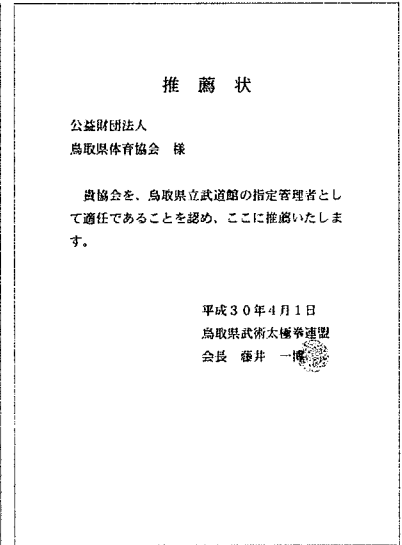 推薦状
公益財団法人
鳥取県体育協会 様
貴協会を、鳥取県立武道館の指定管理者とし
て適任であることを認め、ここに推薦いたしま
す。
平成30年4月1日
鳥取県武術太極拳連盟
会長 藤井 一博